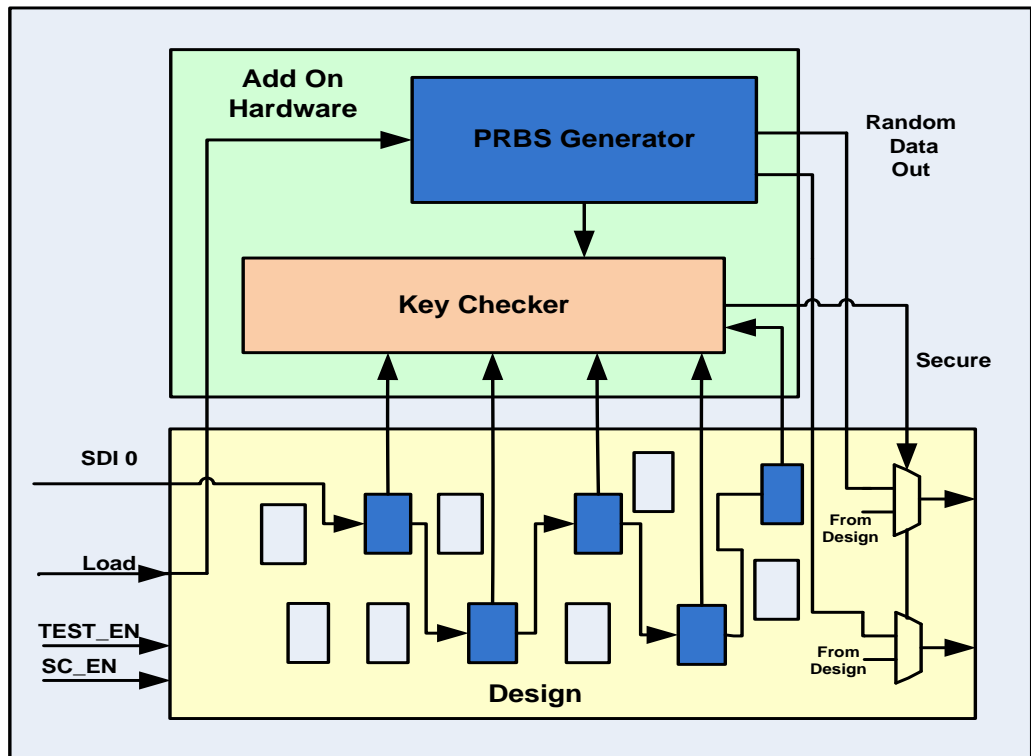 Add On
Hardware
PRBS Generator
Random
Data
Out
Key Checker
Secure
SDI 0
From
Design
Load
TEST_EN
From
Design
SC_EN
Design